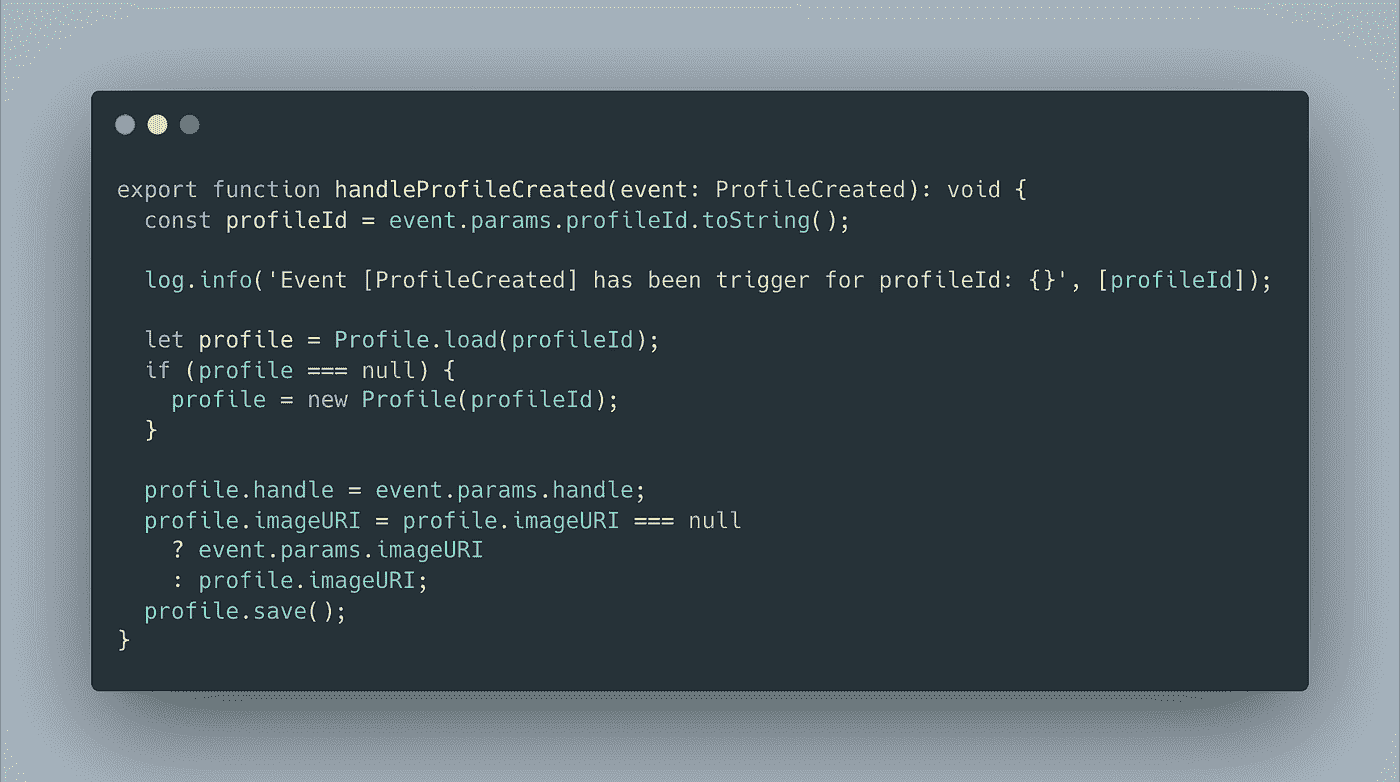 export function handleProfileCreated(event: ProfileCreated): void {
  const profileId = event.params.profileId.toString();
  log.info('Event [ProfileCreated] has been trigger for profileId: {}', [profileId]);
  let profile = Profile.load(profileId);
  if (profile === null) {
    profile = new Profile(profileId);
  }
  profile.handle = event.params.handle;
  profile.imageURI = profile.imageURI === null
    ? event.params.imageURI
    : profile.imageURI;
  profile.save();
}